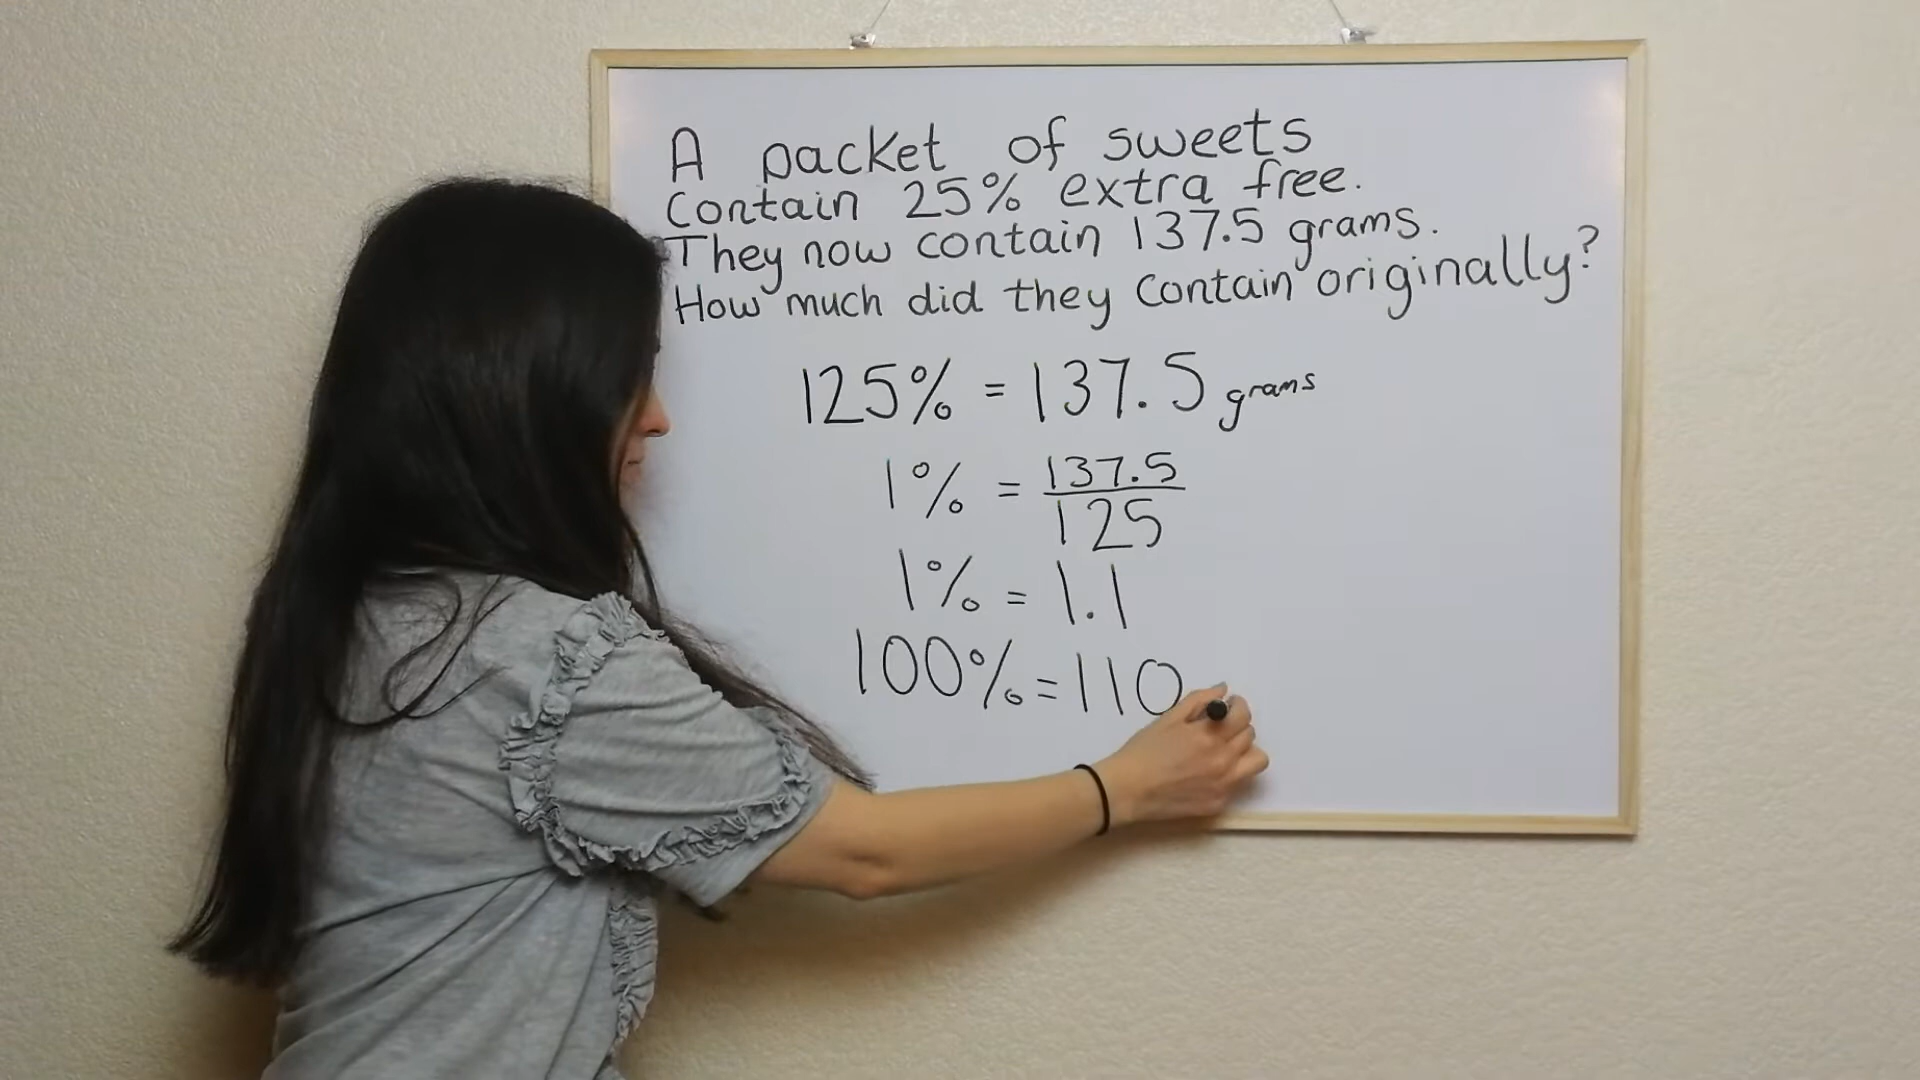 A packet of sweets
Contain 25% extra free.
They now contain 137.5 grams.
How much did they contain originally?
125% = 137.5 grams
1% = 137.5
125
1% = 1.1
100% = 110